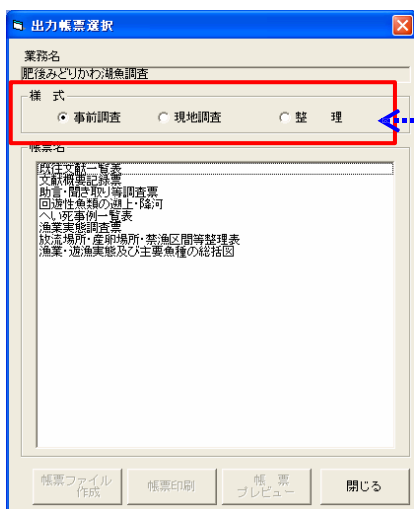 出力帳票選択
業務名
肥後みどりかわ湖魚調査
様　式
事前調査　現地調査　整　理
帳票名
既往文献一覧表
文献概要記録票
助言・聞き取り等調査票
回遊性魚類の遡上・降河
へい死事例一覧表
漁業実態調査票
放流場所・産卵場所・禁漁区間等整理表
漁業・遊漁実態及び主要魚種の総括図
帳票ファイル
作成
帳票印刷
帳　票
プレビュー
閉じる